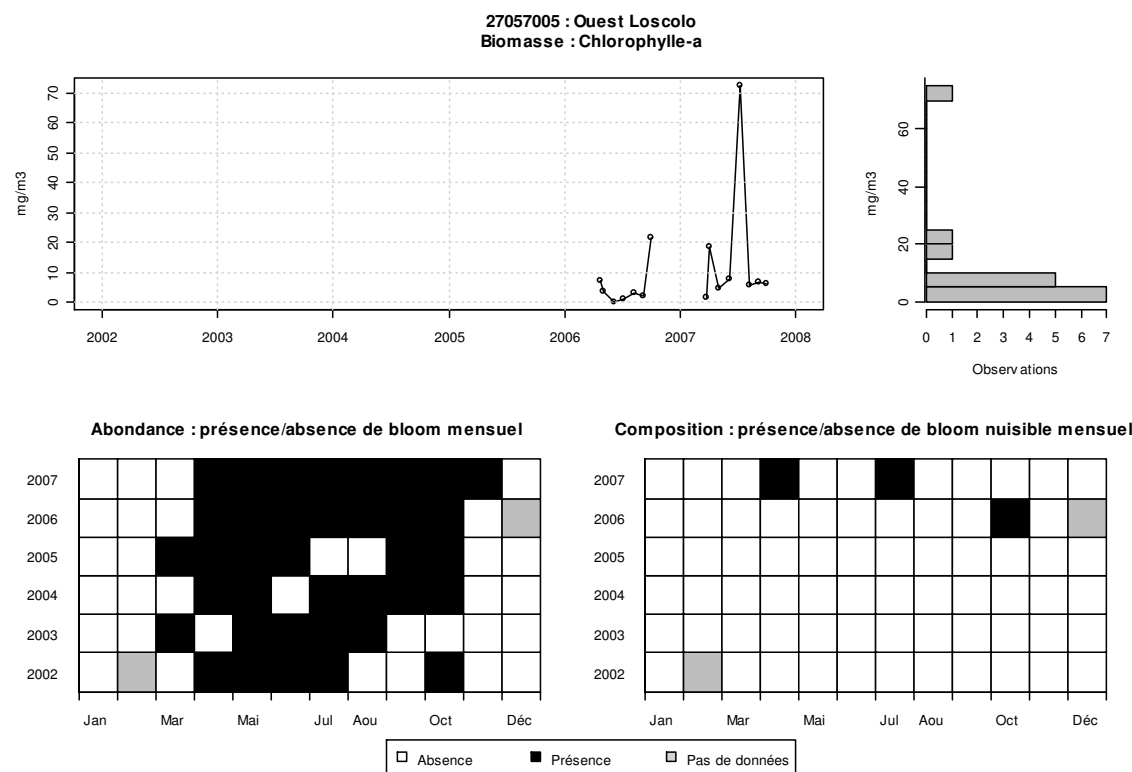 27057005 : Ouest Loscolo
Biomasse : Chlorophylle-a
mg/m3
70
60
50
40
30
20
10
0
2002 2003 2004 2005 2006 2007 2008
mg/m3
60
40
20
0
0 1 2 3 4 5 6 7
Observations
Abondance : présence/absence de bloom mensuel
2007
2006
2005
2004
2003
2002
Jan Mar Mai Jul Aou Oct Déc
Composition : présence/absence de bloom nuisible mensuel
2007
2006
2005
2004
2003
2002
Jan Mar Mai Jul Aou Oct Déc
Absence Présence Pas de données